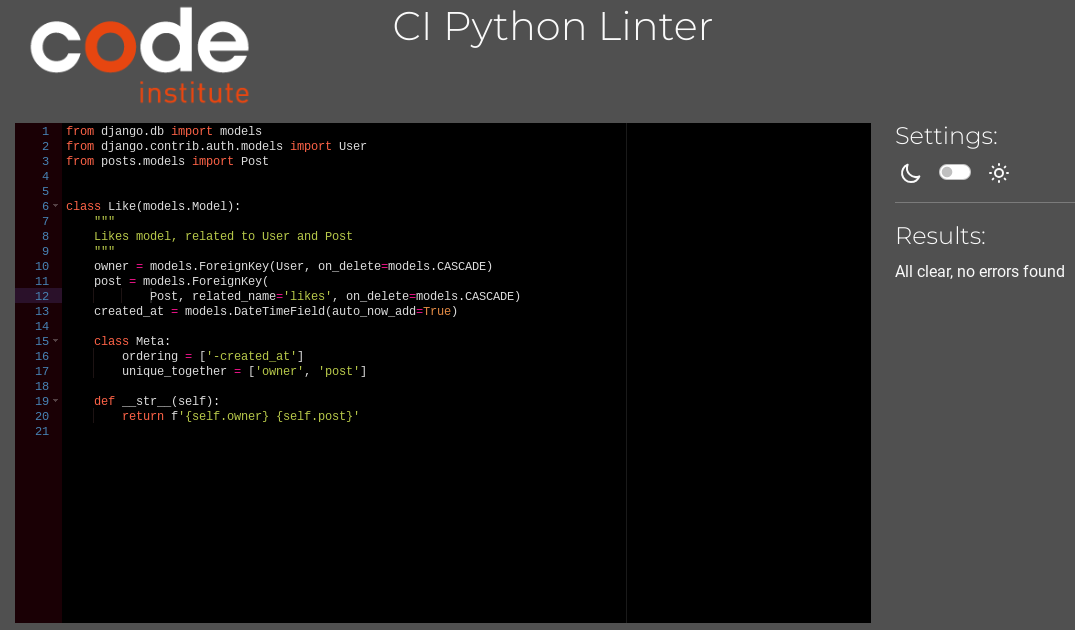 code
institute
CI Python Linter
1 from django.db import models
2 from django.contrib.auth.models import User
3 from posts.models import Post
4
5
6 class Like(models.Model):
7     """
8     Likes model, related to User and Post
9     """
10     owner = models.ForeignKey(User, on_delete=models.CASCADE)
11     post = models.ForeignKey(
12             Post, related_name='likes', on_delete=models.CASCADE)
13     created_at = models.DateTimeField(auto_now_add=True)
14
15     class Meta:
16         ordering = ['-created_at']
17         unique_together = ['owner', 'post']
18
19     def __str__(self):
20         return f'{self.owner} {self.post}'
21
Settings:
Results:
All clear, no errors found